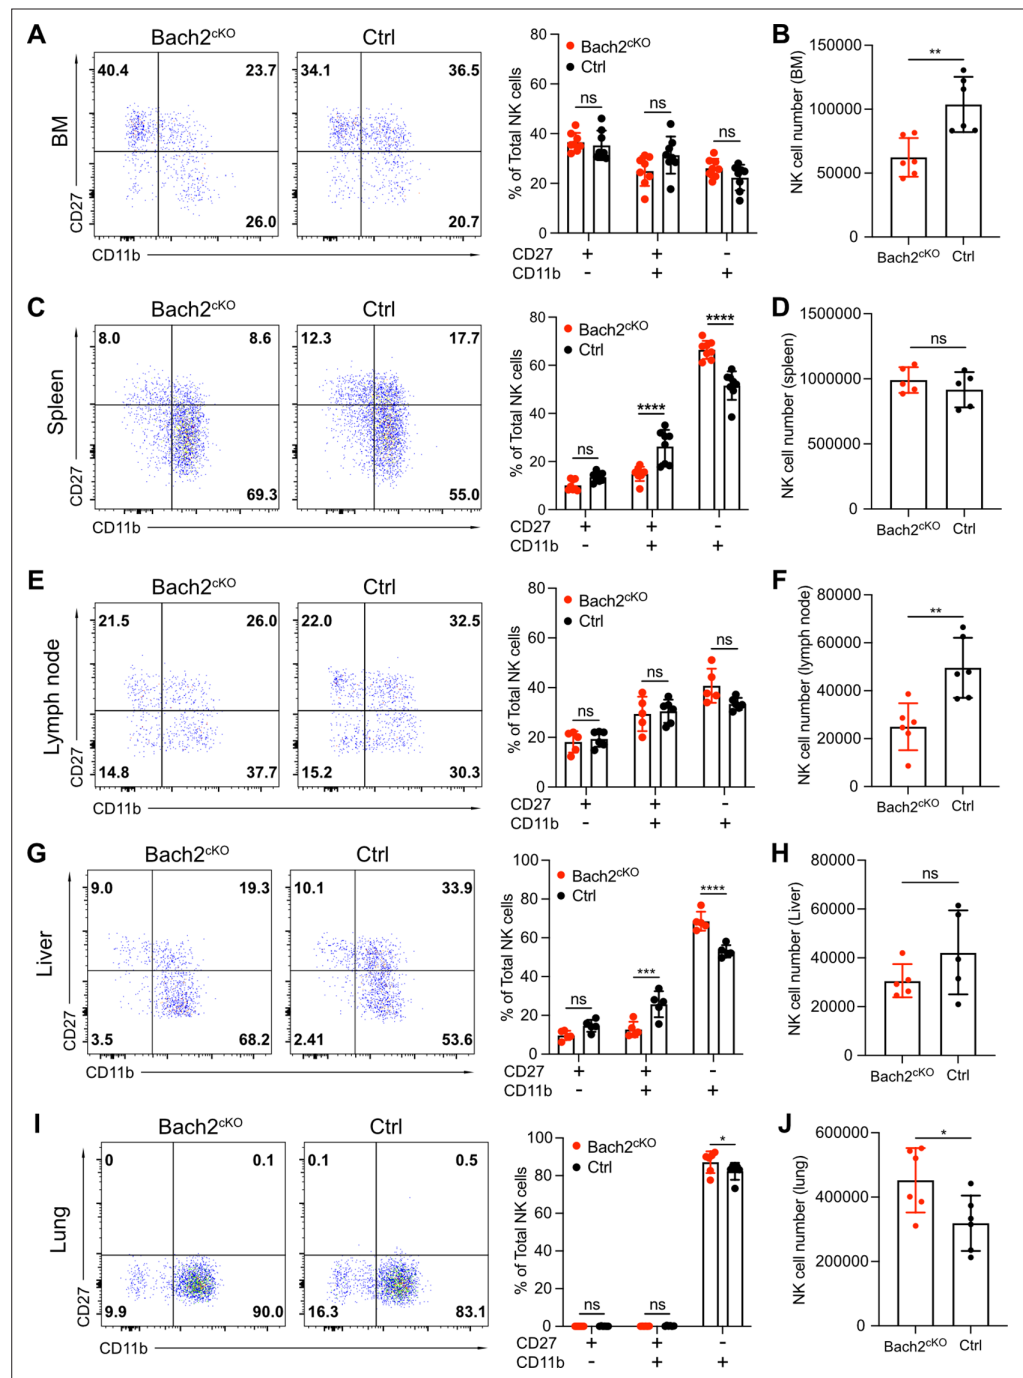 A
Bach2cKO
Ctrl
BM
40.4
23.7
26.0
34.1
36.5
20.7
CD27
CD11b
% of Total NK cells
80
60
40
20
0
Bach2cKO
Ctrl
ns
ns
ns
CD27 + + -
CD11b - + +
B
NK cell number (BM)
150000
100000
50000
0
**
Bach2cKO Ctrl
C
Bach2cKO
Ctrl
Spleen
8.0
8.6
69.3
12.3
17.7
55.0
CD27
CD11b
% of Total NK cells
80
60
40
20
0
Bach2cKO
Ctrl
ns
****
****
CD27 + + -
CD11b - + +
D
NK cell number (spleen)
1500000
1000000
500000
0
ns
Bach2cKO Ctrl
E
Bach2cKO
Ctrl
Lymph node
21.5
26.0
14.8
37.7
22.0
32.5
15.2
30.3
CD27
CD11b
% of Total NK cells
80
60
40
20
0
Bach2cKO
Ctrl
ns
ns
ns
CD27 + + -
CD11b - + +
F
NK cell number (lymph node)
80000
60000
40000
20000
0
**
Bach2cKO Ctrl
G
Bach2cKO
Ctrl
Liver
9.0
19.3
3.5
68.2
10.1
33.9
2.41
53.6
CD27
CD11b
% of Total NK cells
100
80
60
40
20
0
Bach2cKO
Ctrl
ns
***
****
CD27 + + -
CD11b - + +
H
NK cell number (Liver)
80000
60000
40000
20000
0
ns
Bach2cKO Ctrl
I
Bach2cKO
Ctrl
Lung
0
0.1
9.9
90.0
0.1
0.5
16.3
83.1
CD27
CD11b
% of Total NK cells
100
80
60
40
20
0
Bach2cKO
Ctrl
ns
ns
*
CD27 + + -
CD11b - + +
J
NK cell number (lung)
600000
400000
200000
0
*
Bach2cKO Ctrl